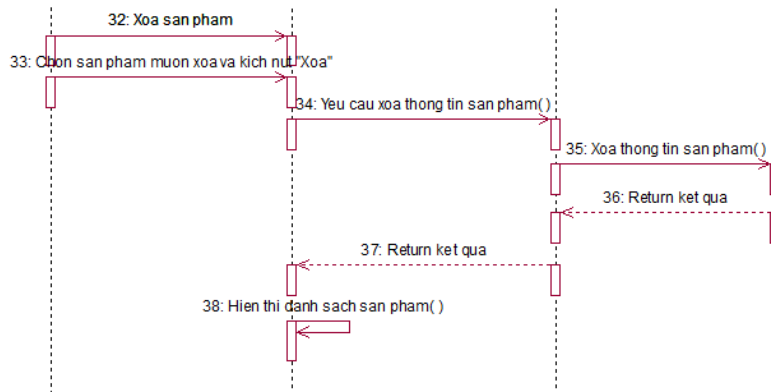 32: Xoa san pham
33: Chon san pham muon xoa va kich nut "Xoa"
34: Yeu cau xoa thong tin san pham( )
35: Xoa thong tin san pham( )
36: Return ket qua
37: Return ket qua
38: Hien thi danh sach san pham( )